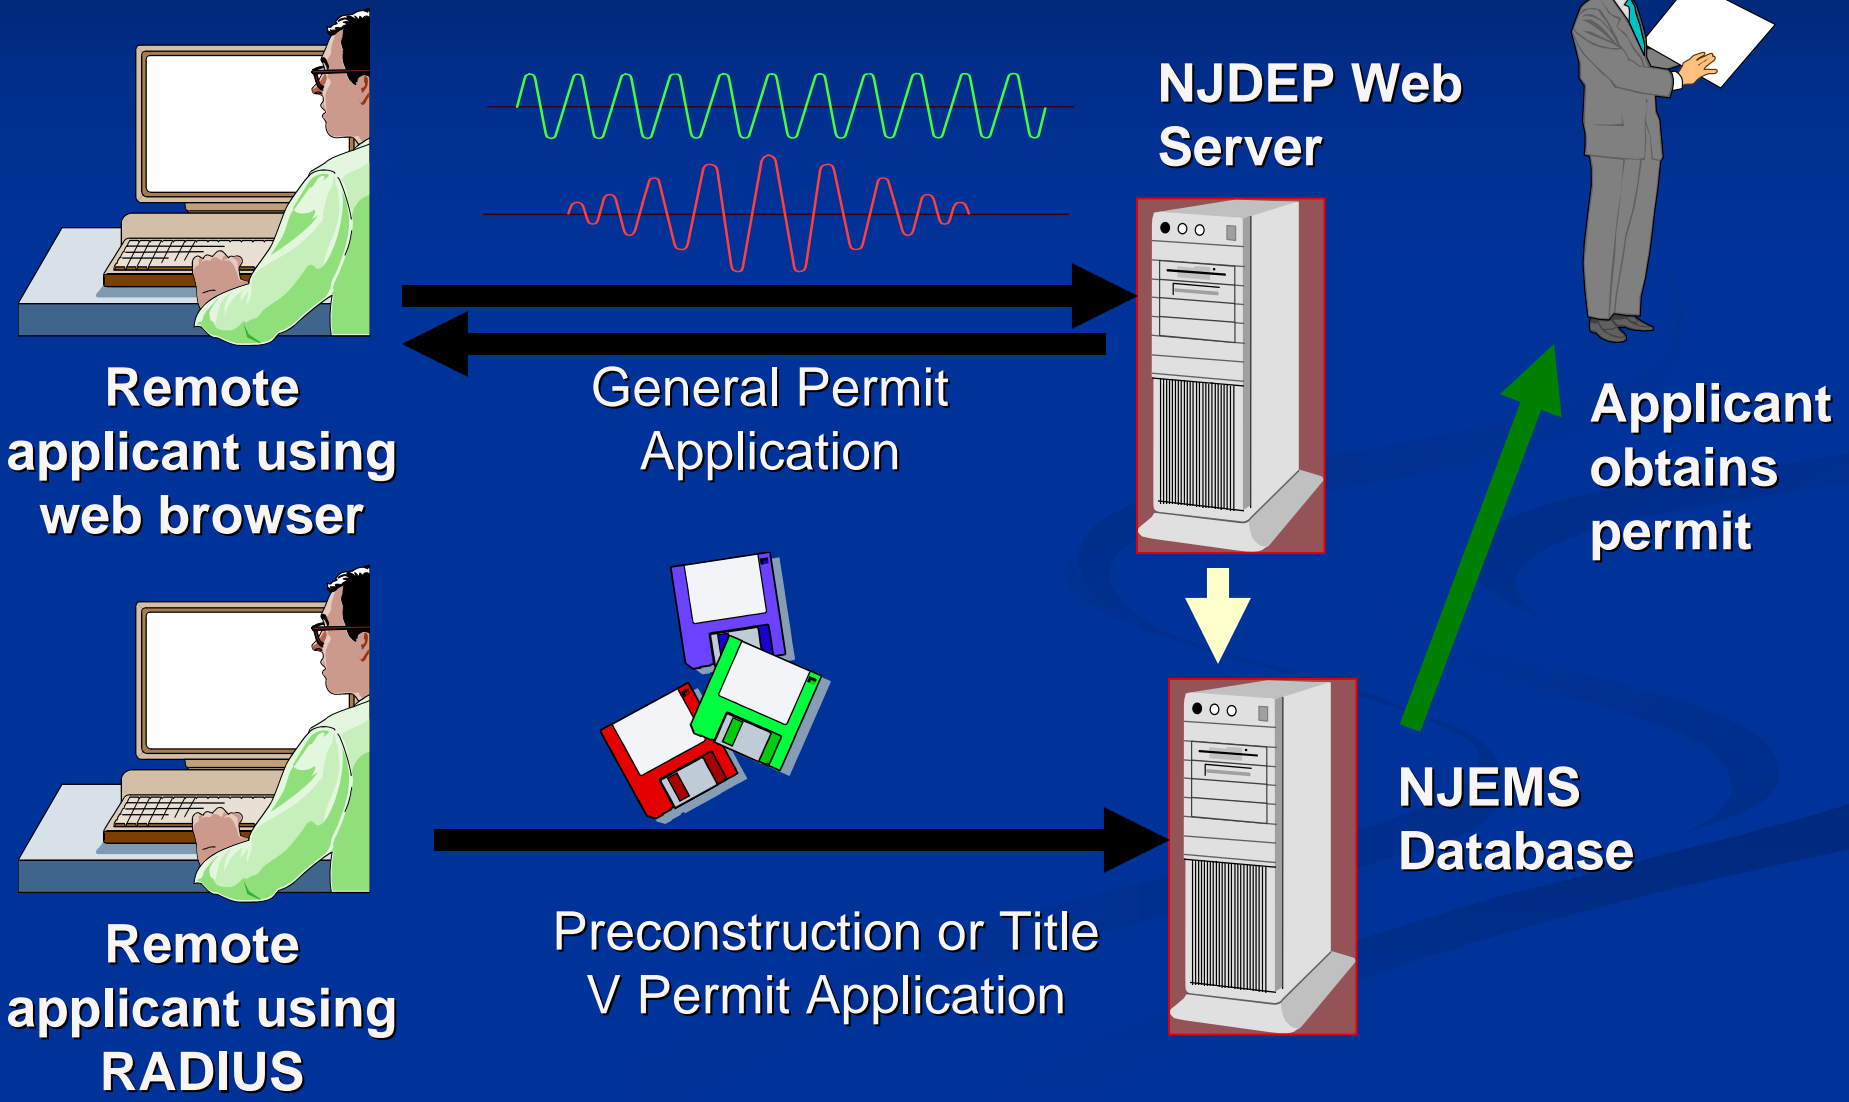 NJDEP Web
Server
Remote
applicant using
web browser
General Permit
Application
Applicant
obtains
permit
NJEMS
Database
Remote
applicant using
RADIUS
Preconstruction or Title
V Permit Application